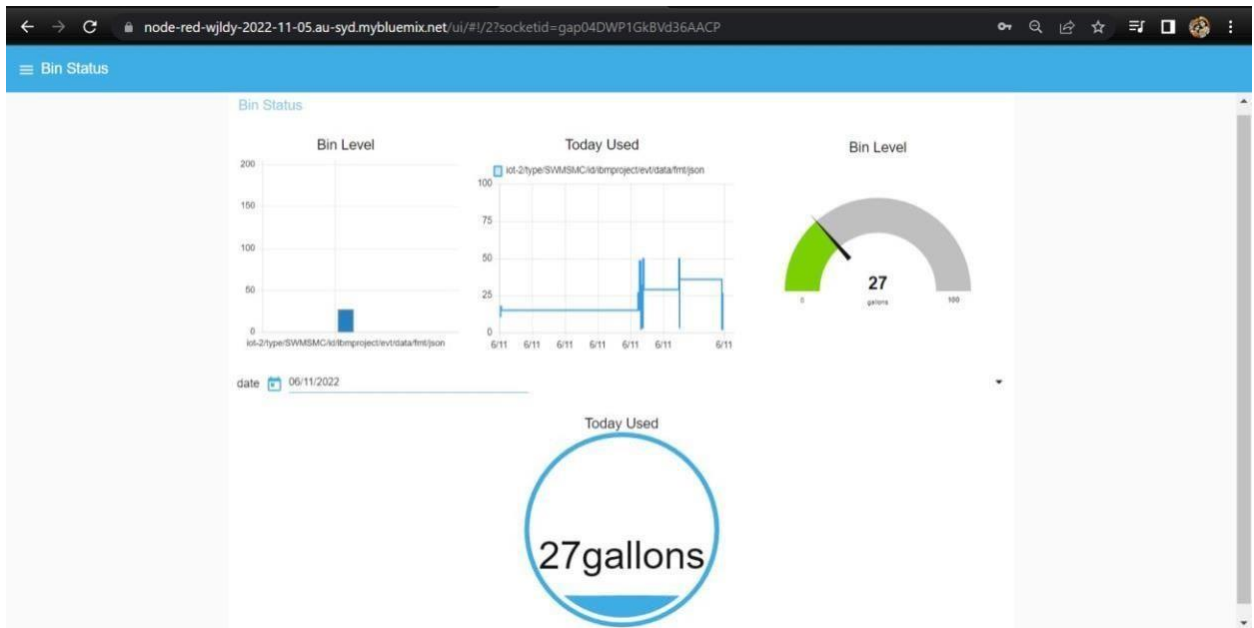 node-red-wjldy-2022-11-05.au-syd.mybluemix.net/ui/#!/2?socketid=gap04DWP1GkBVd36AACP
Bin Status
Bin Status
Bin Level
200
150
100
50
0
iot-2/type/SWMSMC/id/ibmproject/evt/data/fmt/json
Today Used
iot-2/type/SWMSMC/id/ibmproject/evt/data/fmt/json
100
75
50
25
0
6/11 6/11 6/11 6/11 6/11 6/11 6/11
Bin Level
27
galons
0 100
date 06/11/2022
Today Used
27gallons